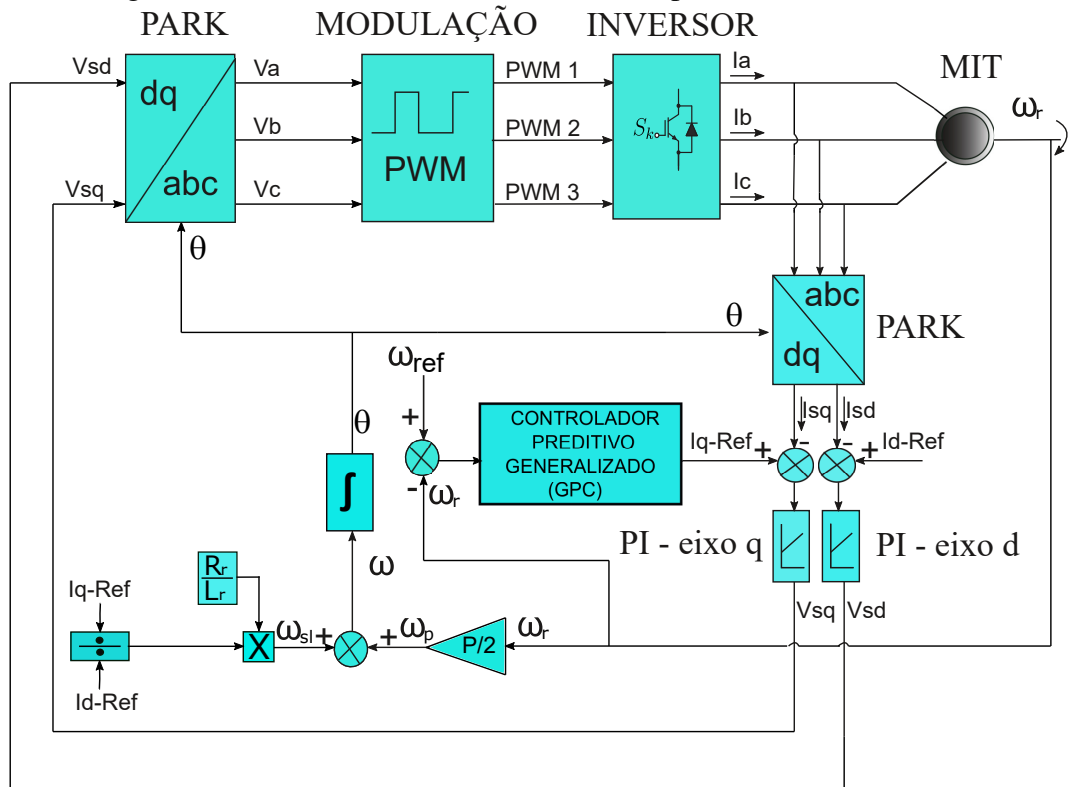 PARK
MODULAÇÃO
INVERSOR
MIT
Vsd
Vsq
dq
abc
Va
Vb
Vc
PWM
PWM 1
PWM 2
PWM 3
Sk
Ia
Ib
Ic
ωr
θ
θ
abc
dq
PARK
ωref
+
-
ωr
θ
∫
ω
CONTROLADOR
PREDITIVO
GENERALIZADO
(GPC)
Iq-Ref
+
-
Isq
Isd
-
+
Id-Ref
PI - eixo q
PI - eixo d
Vsq
Vsd
Rr
Lr
Iq-Ref
÷
Id-Ref
X
ωsl
+
+
ωp
P/2
ωr